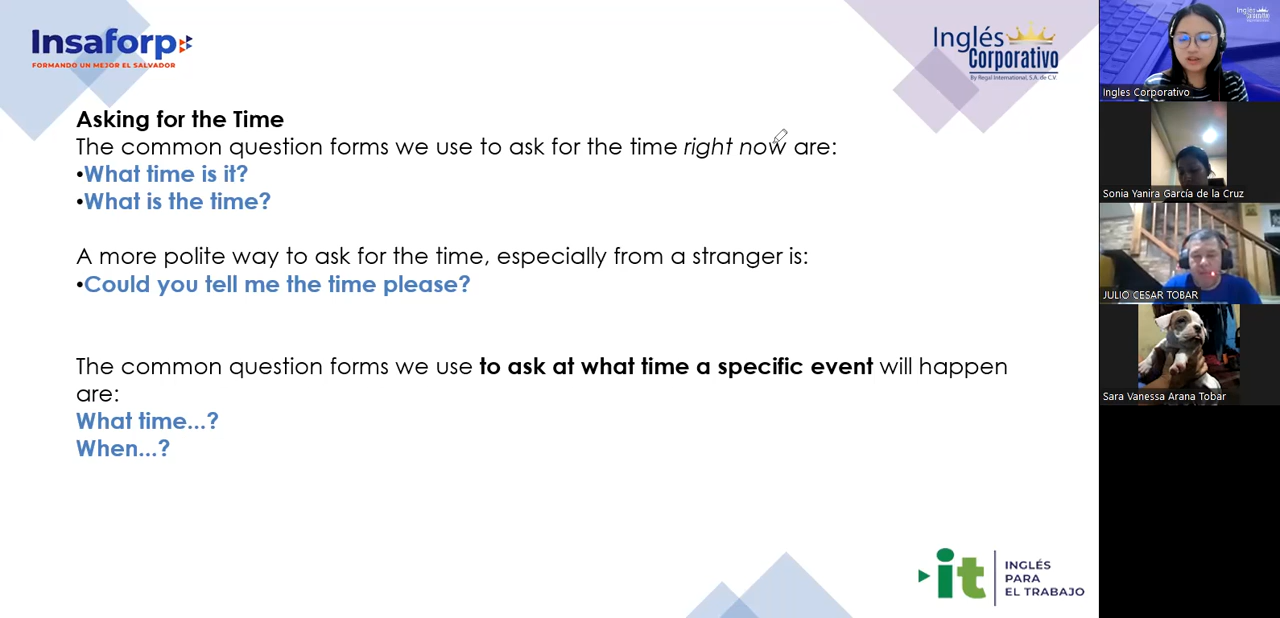 Insaforp
FORMANDO UN MEJOR EL SALVADOR
Inglés
Corporativo
By Regal International, S.A. de C.V.
Asking for the Time
The common question forms we use to ask for the time right now are:
•What time is it?
•What is the time?
A more polite way to ask for the time, especially from a stranger is:
•Could you tell me the time please?
The common question forms we use to ask at what time a specific event will happen
are:
What time...?
When...?
it
INGLÉS
PARA
EL TRABAJO
Ingles Corporativo
Sonia Yanira García de la Cruz
JULIO CESAR TOBAR
Sara Vanessa Arana Tobar